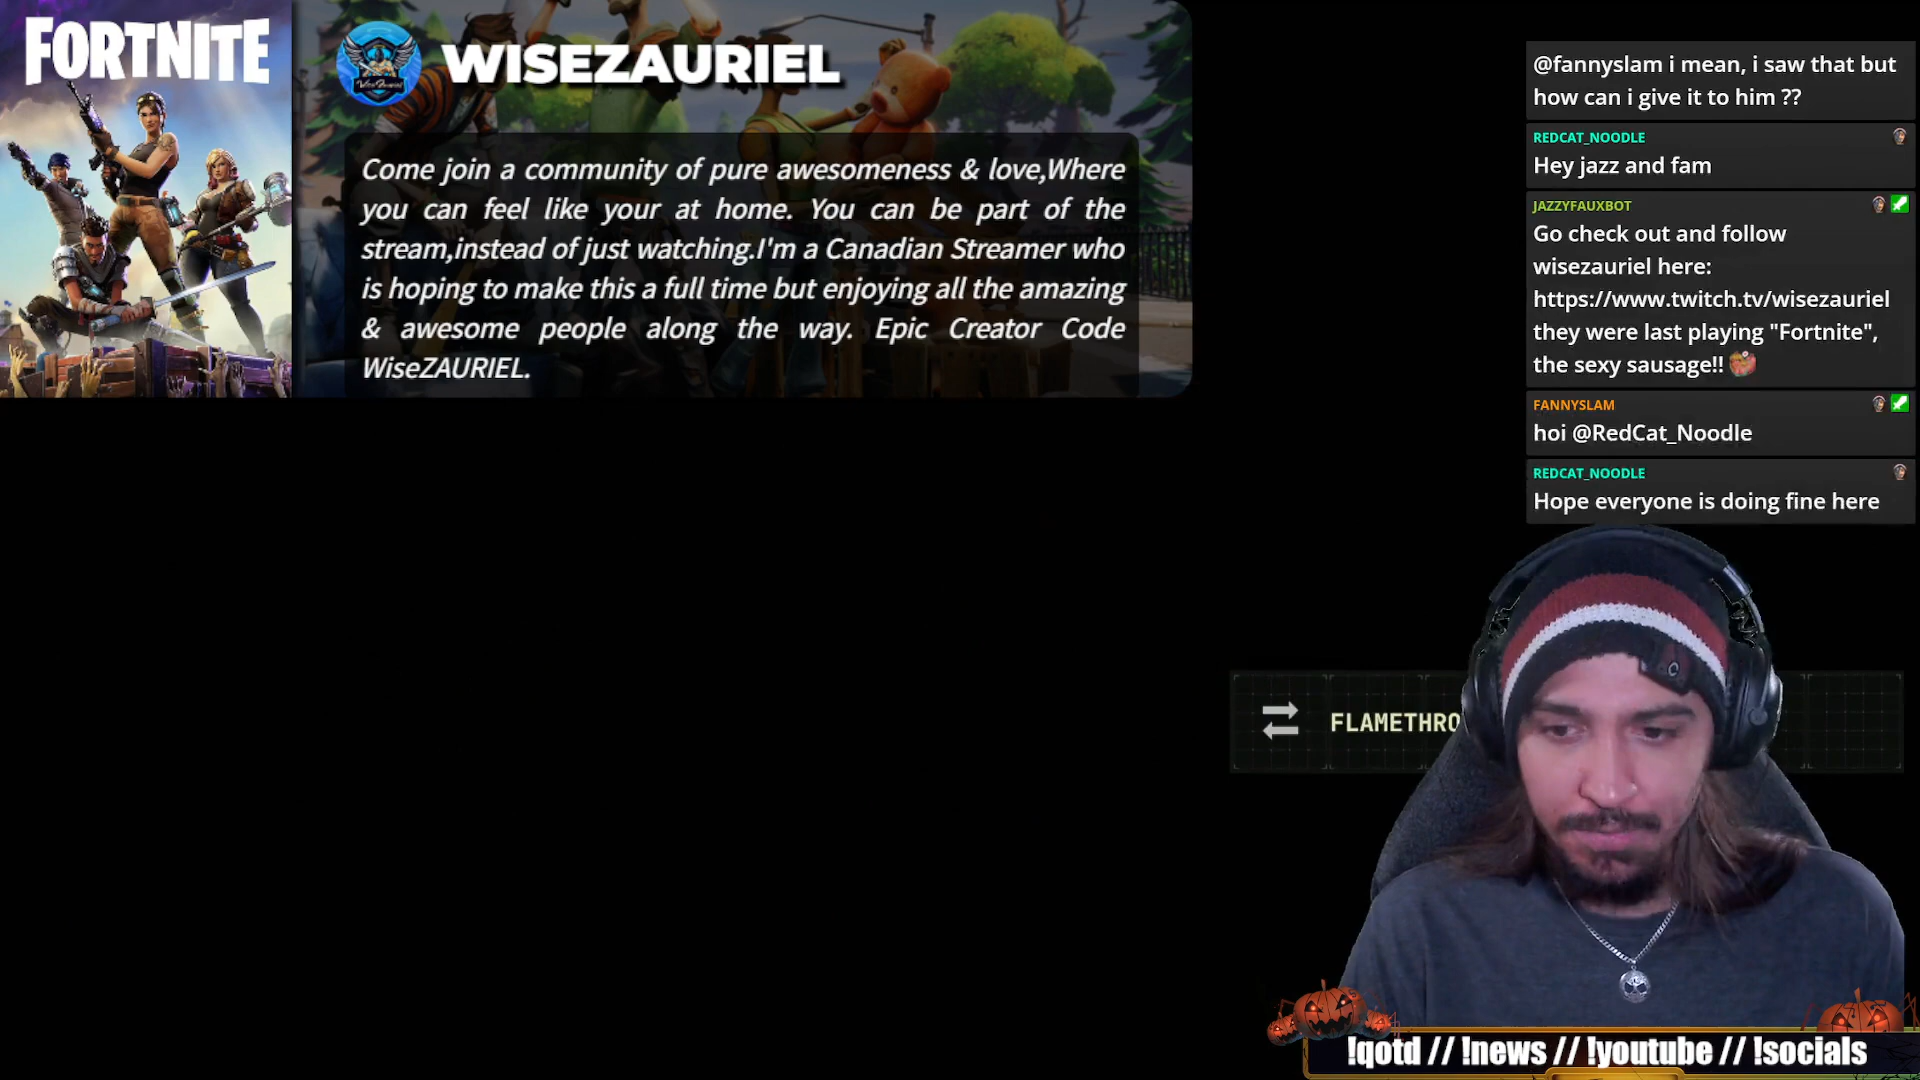 FORTNITE
WISEZAURIEL
Come join a community of pure awesomeness & love,Where
you can feel like your at home. You can be part of the
stream,instead of just watching.I'm a Canadian Streamer who
is hoping to make this a full time but enjoying all the amazing
& awesome people along the way. Epic Creator Code
WiseZAURIEL.
@fannyslam i mean, i saw that but
how can i give it to him ??
REDCAT_NOODLE
Hey jazz and fam
JAZZYFAUXBOT
Go check out and follow
wisezauriel here:
https://www.twitch.tv/wisezauriel
they were last playing "Fortnite",
the sexy sausage!!
FANNYSLAM
hoi @RedCat_Noodle
REDCAT_NOODLE
Hope everyone is doing fine here
FLAMETHRO
!qotd // !news // !youtube // !socials